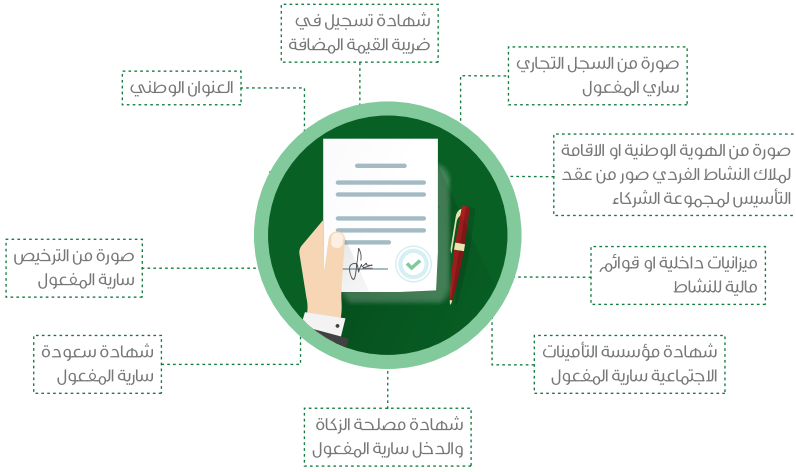 شهادة تسجيل في
ضريبة القيمة المضافة
صورة من السجل التجاري
ساري المفعول
العنوان الوطني
صورة من الهوية الوطنية او الاقامة
لملاك النشاط الفردي صور من عقد
التأسيس لمجموعة الشركاء
صورة من الترخيص
سارية المفعول
ميزانيات داخلية او قوائم
مالية للنشاط
شهادة سعودة
سارية المفعول
شهادة مؤسسة التأمينات
الاجتماعية سارية المفعول
شهادة مصلحة الزكاة
والدخل سارية المفعول